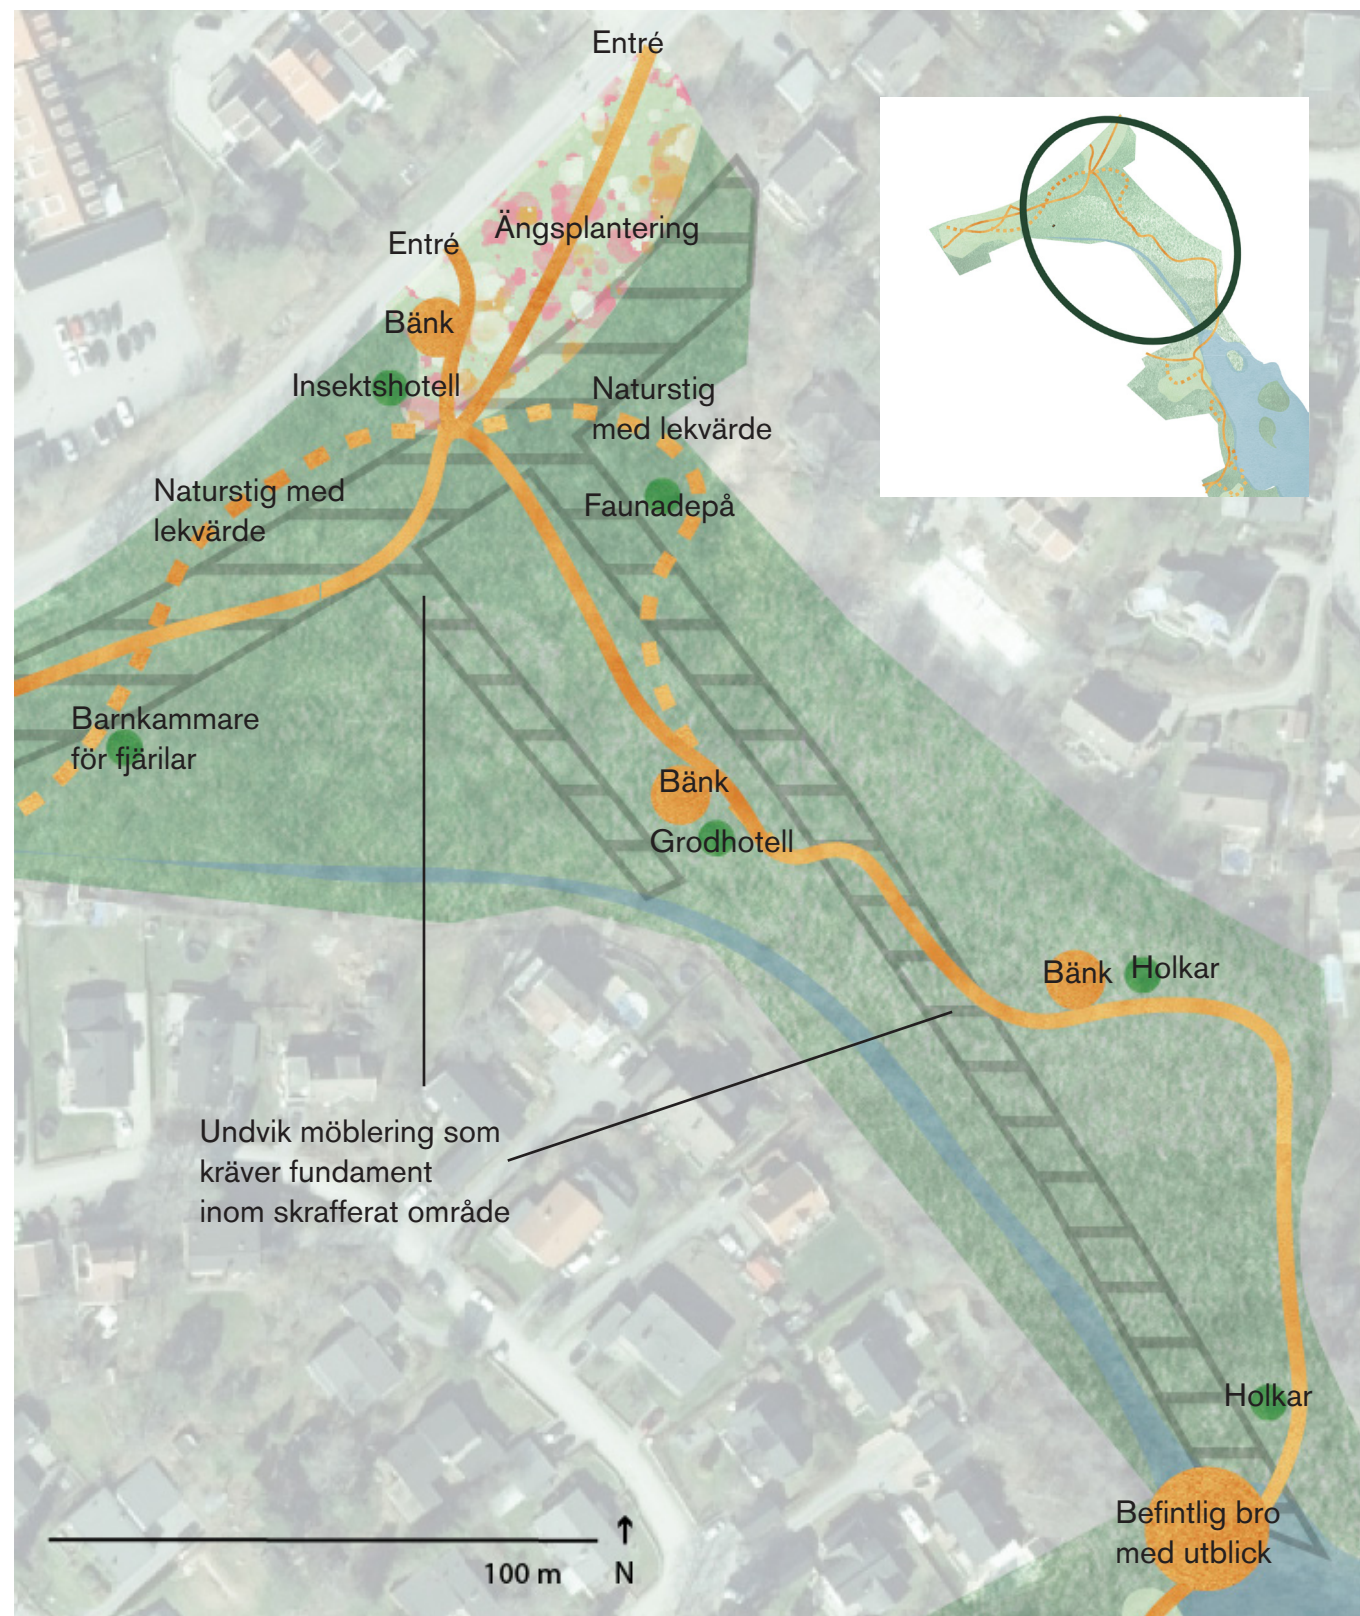 Entré
Ängsplantering
Entré
Bänk
Insektshotell
Naturstig
med lekvärde
Naturstig med
lekvärde
Faunadepå
Barnkammare
för fjärilar
Bänk
Grodhotell
Bänk
Holkar
Undvik möblering som
kräver fundament
inom skrafferat område
Holkar
Befintlig bro
med utblick
100 m
N